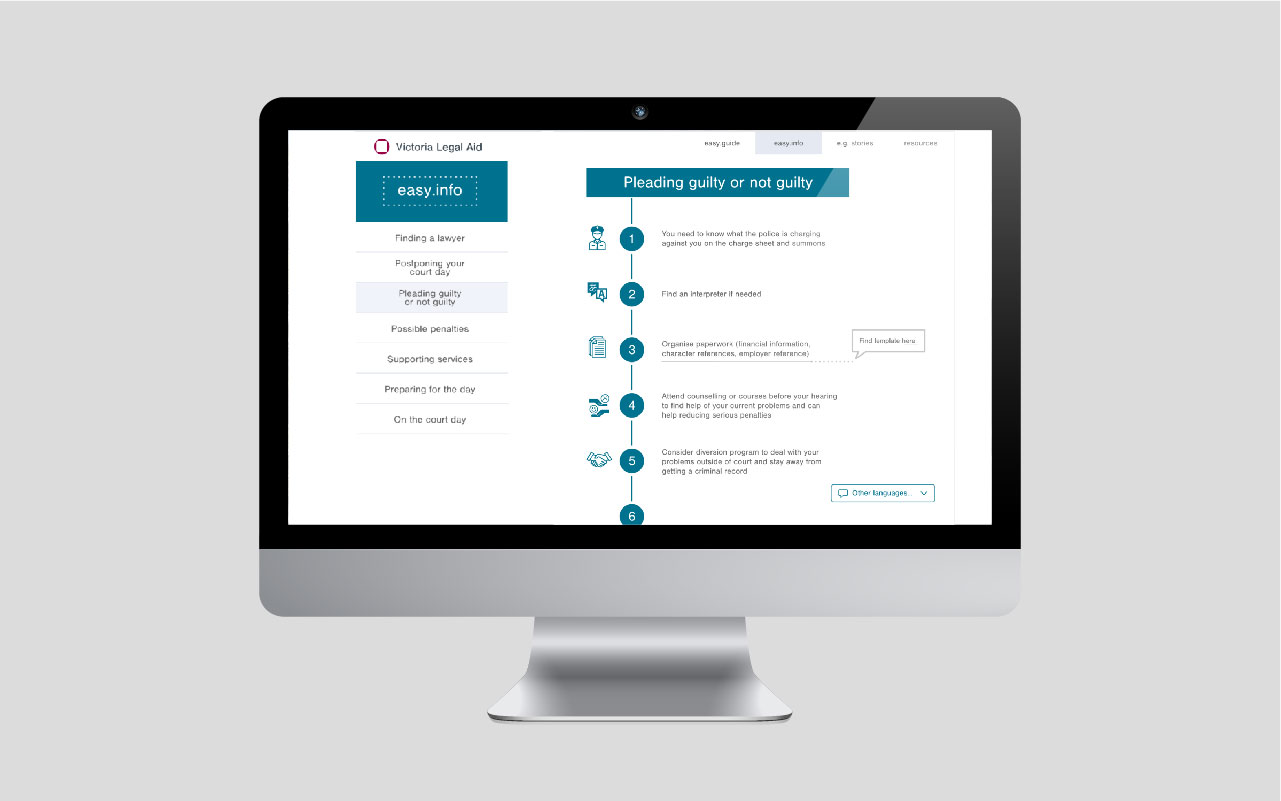 Victoria Legal Aid
easy.guide
easy.info
e.g. stories
resources
easy.info
Finding a lawyer
Postponing your
court day
Pleading guilty
or not guilty
Possible penalties
Supporting services
Preparing for the day
On the court day
Pleading guilty or not guilty
1
You need to know what the police is charging
against you on the charge sheet and summons
2
A
Find an interpreter if needed
3
Organise paperwork (financial information,
character references, employer reference)
Find template here
4
Attend counselling or courses before your hearing
to find help of your current problems and can
help reducing serious penalties
5
Consider diversion program to deal with your
problems outside of court and stay away from
getting a criminal record
Other languages
6